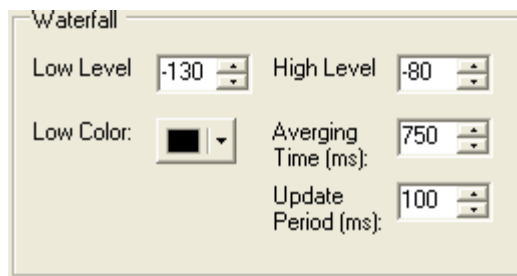 Waterfall
Low Level -130 High Level -80
Low Color: Averging Time (ms): 750
Update Period (ms): 100